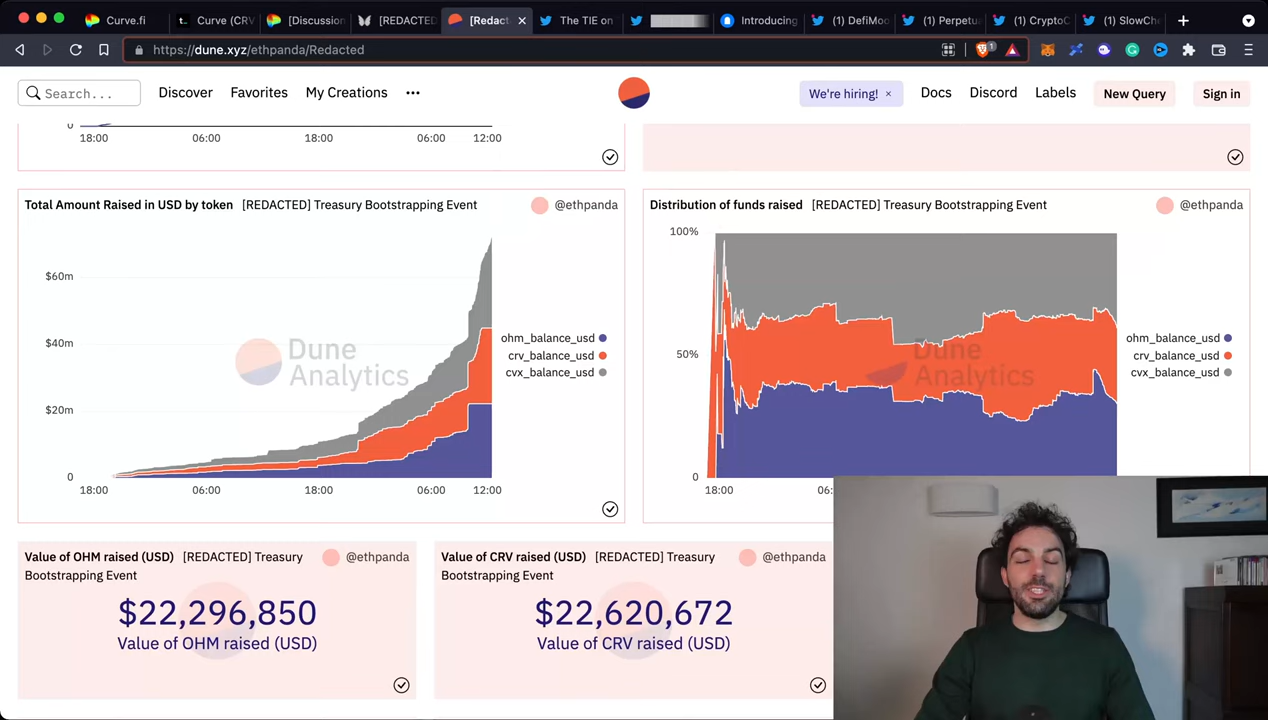 Curve.fi
Curve (CRV
[Discussion
[REDACTED]
[Redact
The TIE on
Introducing
(1) DefiMoo
(1) Perpetu
(1) CryptoC
(1) SlowChe
https://dune.xyz/ethpanda/Redacted
1
Search...
Discover
Favorites
My Creations
We're hiring! ×
Docs
Discord
Labels
New Query
Sign in
0
18:00 06:00 18:00 06:00 12:00
Total Amount Raised in USD by token [REDACTED] Treasury Bootstrapping Event @ethpanda
$60m
$40m
$20m
0
18:00 06:00 18:00 06:00 12:00
Dune
Analytics
ohm_balance_usd
crv_balance_usd
cvx_balance_usd
Distribution of funds raised [REDACTED] Treasury Bootstrapping Event @ethpanda
100%
50%
0
18:00 06:
Dune
Analytics
ohm_balance_usd
crv_balance_usd
cvx_balance_usd
Value of OHM raised (USD) [REDACTED] Treasury @ethpanda
Bootstrapping Event
$22,296,850
Value of OHM raised (USD)
Value of CRV raised (USD) [REDACTED] Treasury @ethpanda
Bootstrapping Event
$22,620,672
Value of CRV raised (USD)